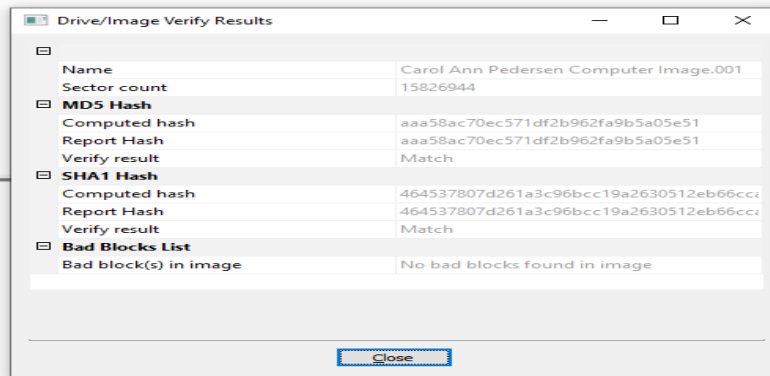 Drive/Image Verify Results
Name Carol Ann Pedersen Computer Image.001
Sector count 15826944
MD5 Hash
Computed hash aaa58ac70ec571df2b962fa9b5a05e51
Report Hash aaa58ac70ec571df2b962fa9b5a05e51
Verify result Match
SHA1 Hash
Computed hash 464537807d261a3c96bcc19a2630512eb66cca
Report Hash 464537807d261a3c96bcc19a2630512eb66cca
Verify result Match
Bad Blocks List
Bad block(s) in image No bad blocks found in image
Close